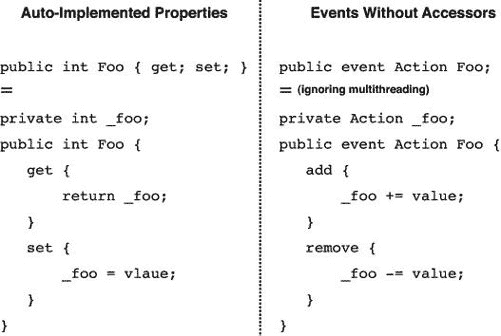 Auto-Implemented Properties
public int Foo { get; set; }
=
private int _foo;
public int Foo {
get {
return _foo;
}
set {
_foo = vlaue;
}
}
Events Without Accessors
public event Action Foo;
= (ignoring multithreading)
private Action _foo;
public event Action Foo {
add {
_foo += value;
}
remove {
_foo -= value;
}
}